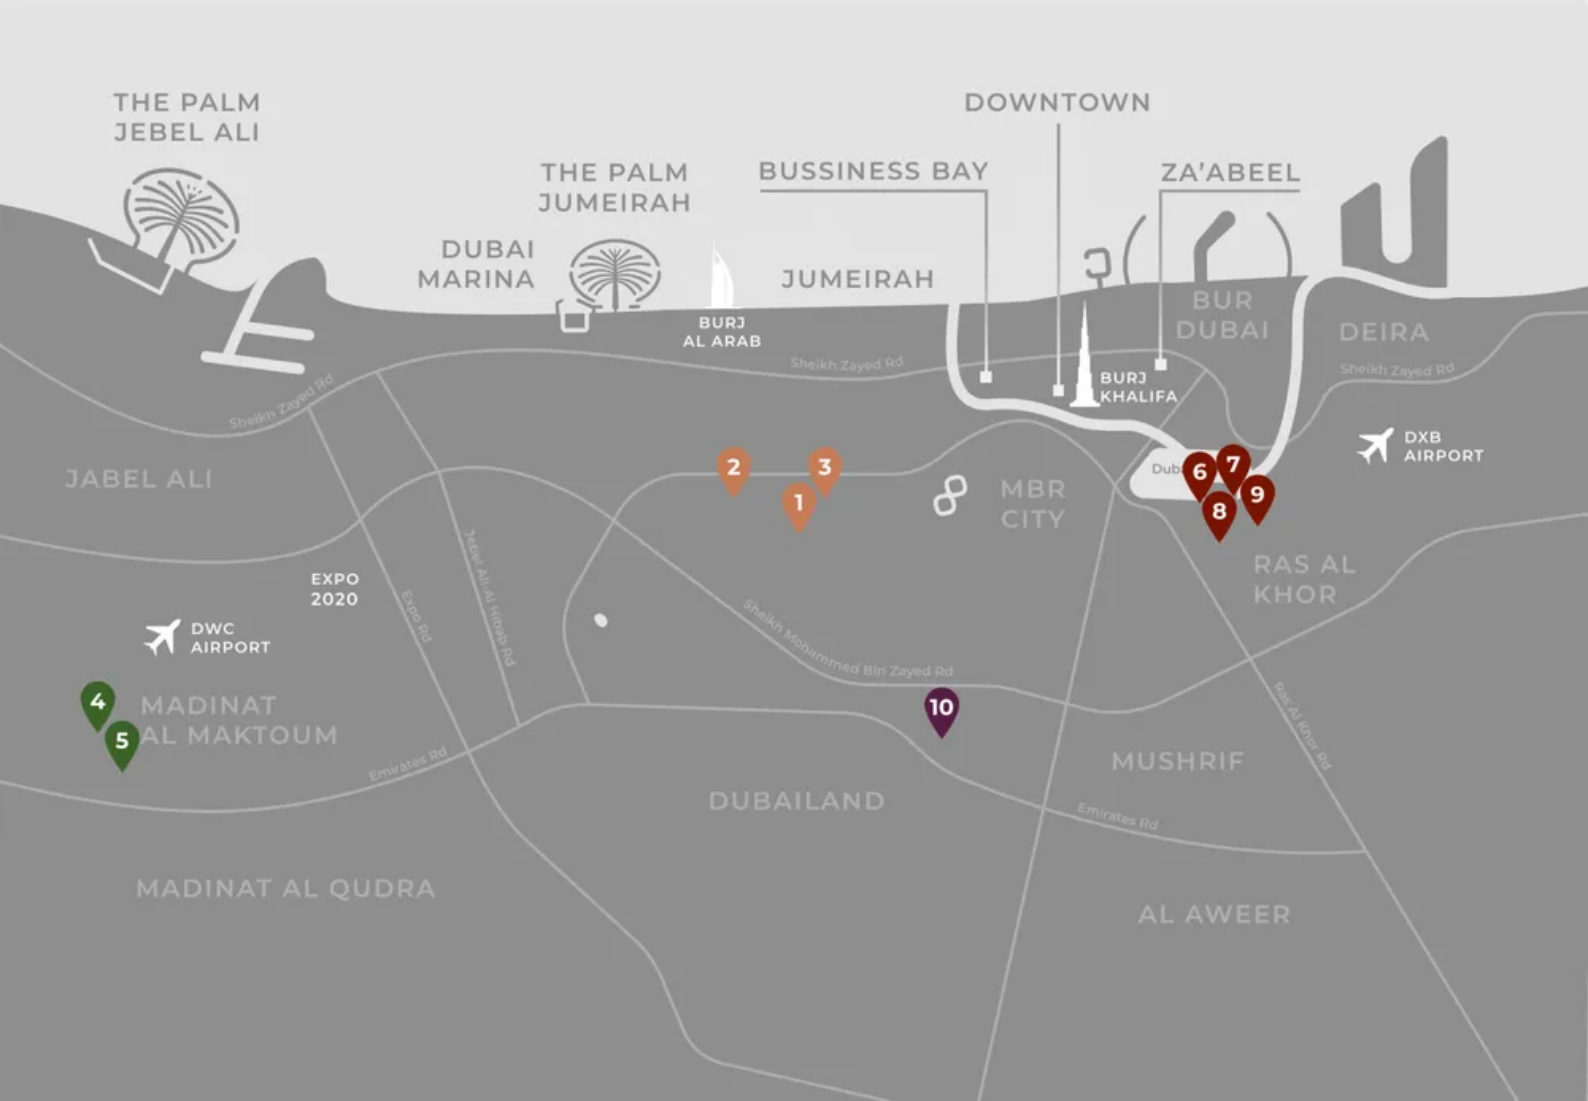 THE PALM
JEBEL ALI
DOWNTOWN
THE PALM
JUMEIRAH
BUSSINESS BAY
ZA'ABEEL
DUBAI
MARINA
JUMEIRAH
BURJ
AL ARAB
BUR
DUBAI
DEIRA
Sheikh Zayed Rd
Sheikh Zayed Rd
Sheikh Zayed Rd
BURJ
KHALIFA
DXB
AIRPORT
JABEL ALI
2
3
1
MBR
CITY
Dub
6
7
8
9
RAS AL
KHOR
EXPO
2020
Expo Rd
Jebel Ali-Al Hibab Rd
DWC
AIRPORT
Sheikh Mohammed Bin Zayed Rd
4
5
MADINAT
AL MAKTOUM
10
Ras Al Khor Rd
Emirates Rd
MUSHRIF
DUBAILAND
Emirates Rd
MADINAT AL QUDRA
AL AWEER